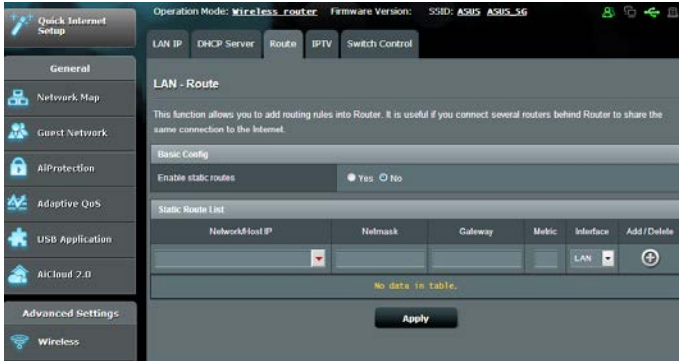 Quick Internet
Setup
General
Network Map
Guest Network
AiProtection
Adaptive QoS
USB Application
AiCloud 2.0
Advanced Settings
Wireless
Operation Mode: Wireless router Firmware Version: SSID: ASUS ASUS_5G
LAN IP DHCP Server Route IPTV Switch Control
LAN - Route
This function allows you to add routing rules into Router. It is useful if you connect several routers behind Router to share the
same connection to the Internet.
Basic Config
Enable static routes Yes No
Static Route List
Network/Host IP Netmask Gateway Metric Interface Add / Delete
LAN
No data in table.
Apply